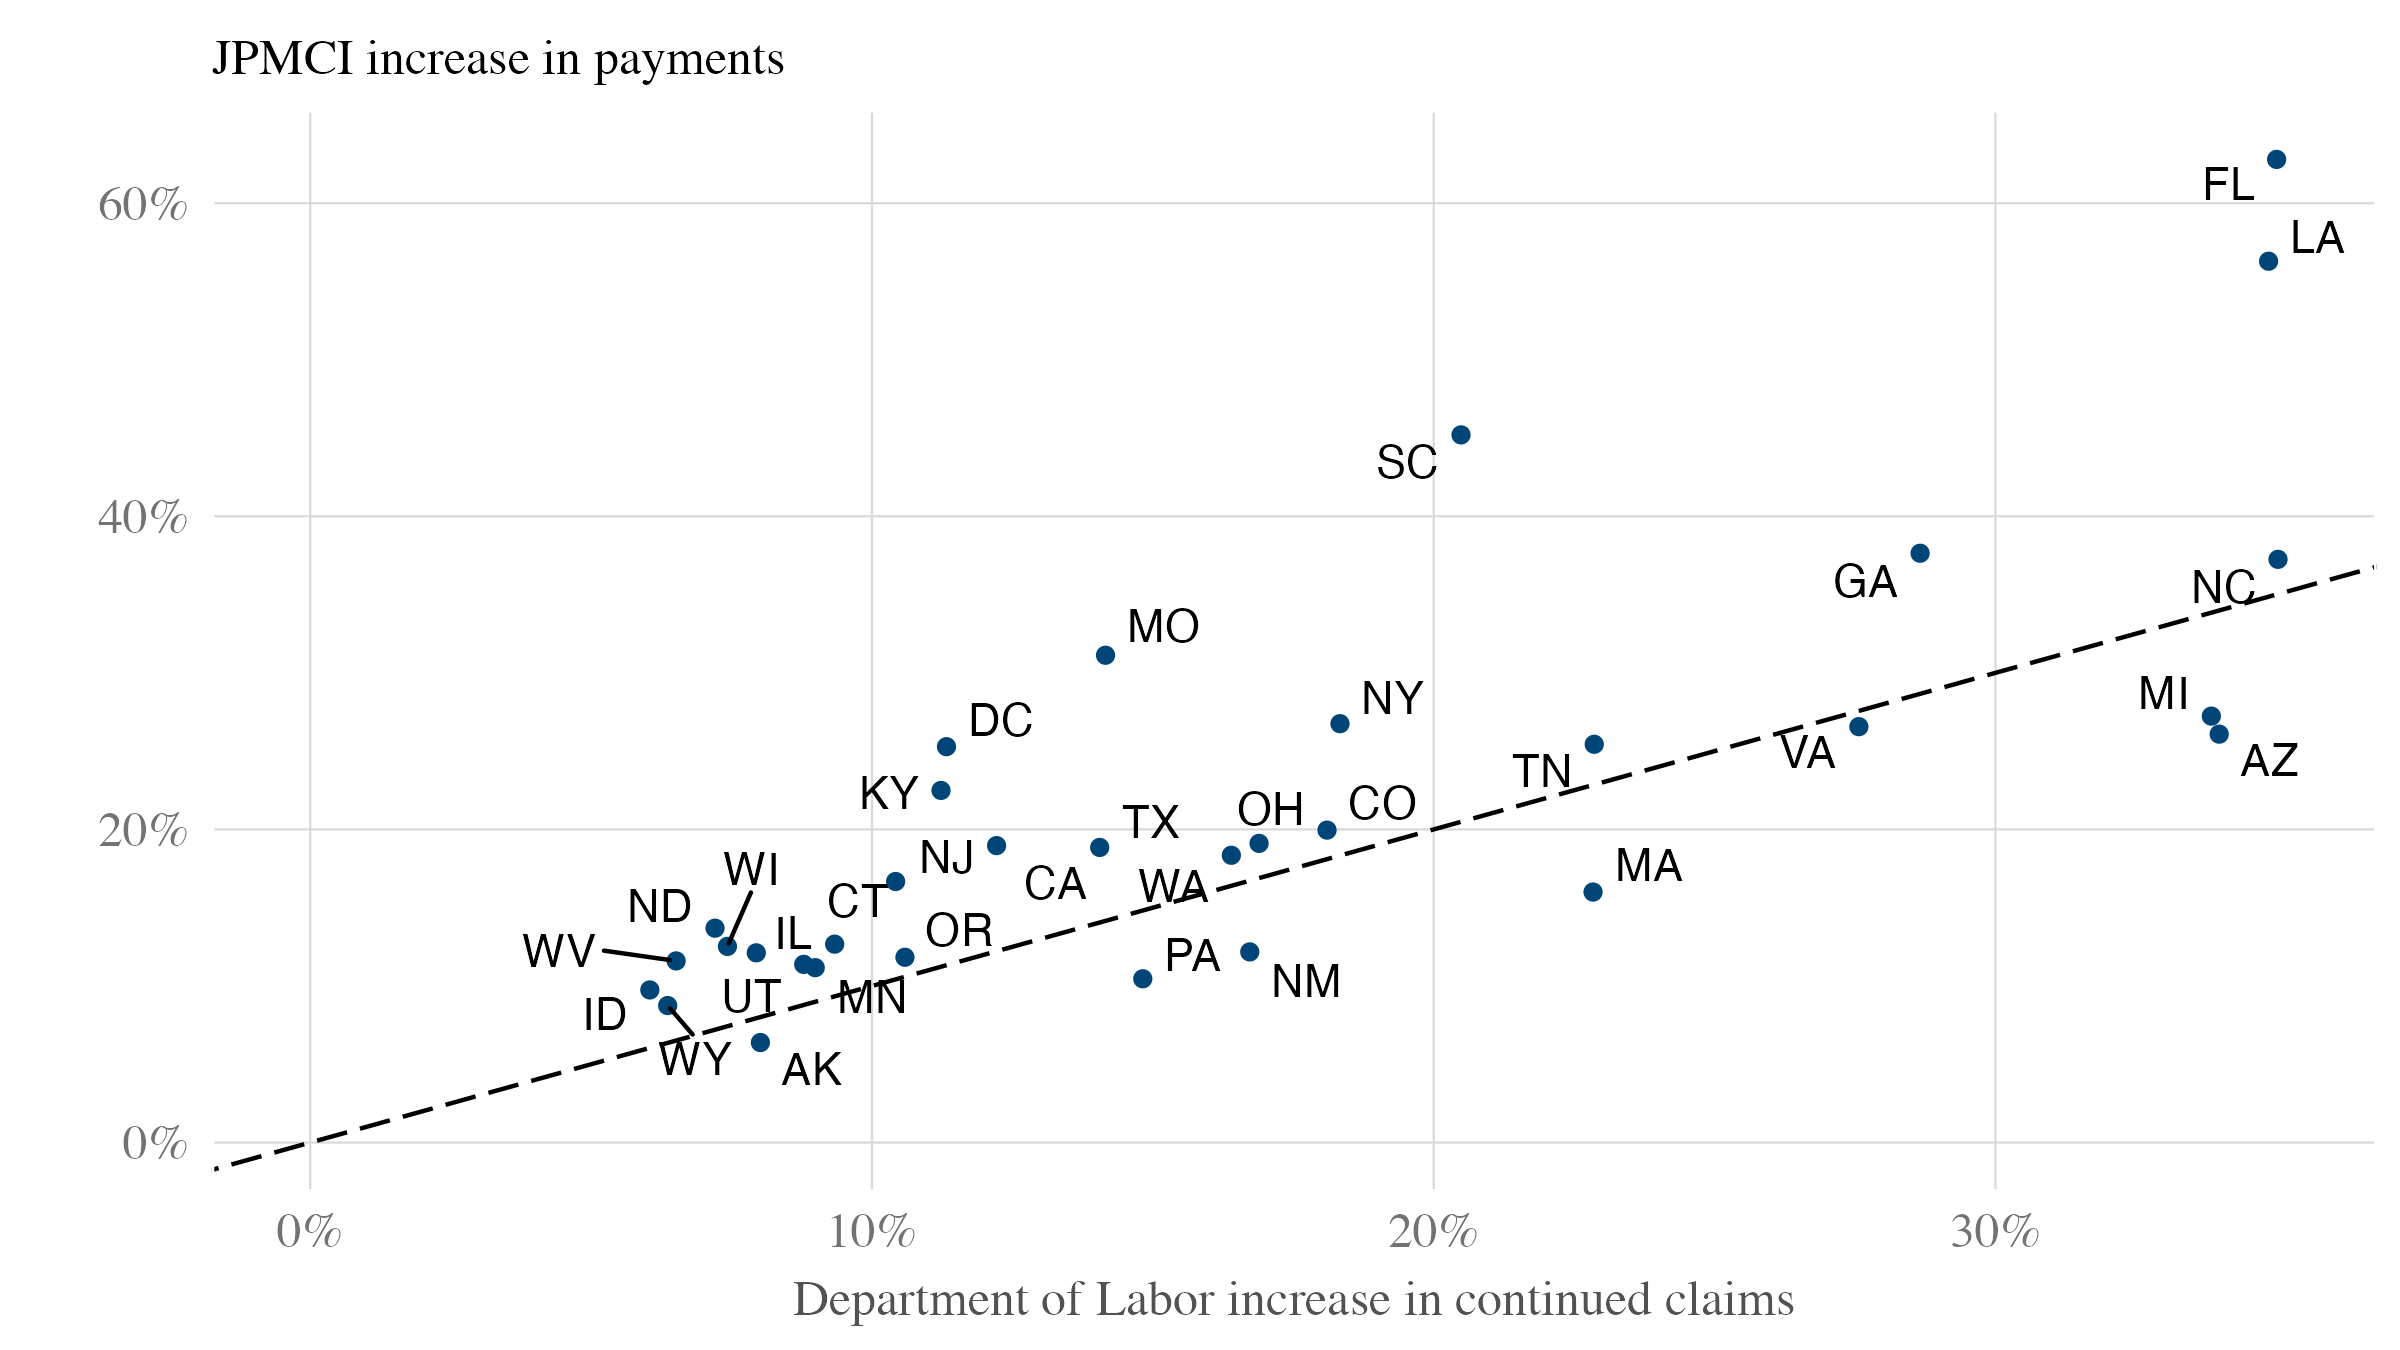 JPMCI increase in payments
60%
FL
LA
SC
40%
GA
NC
MO
MI
NY
DC
VA
AZ
TN
KY
OH
CO
TX
20%
NJ
MA
WI
CA
WA
ND
CT
IL
OR
WV
PA
NM
UT
MN
ID
WY
AK
0%
0%
10%
20%
30%
Department of Labor increase in continued claims